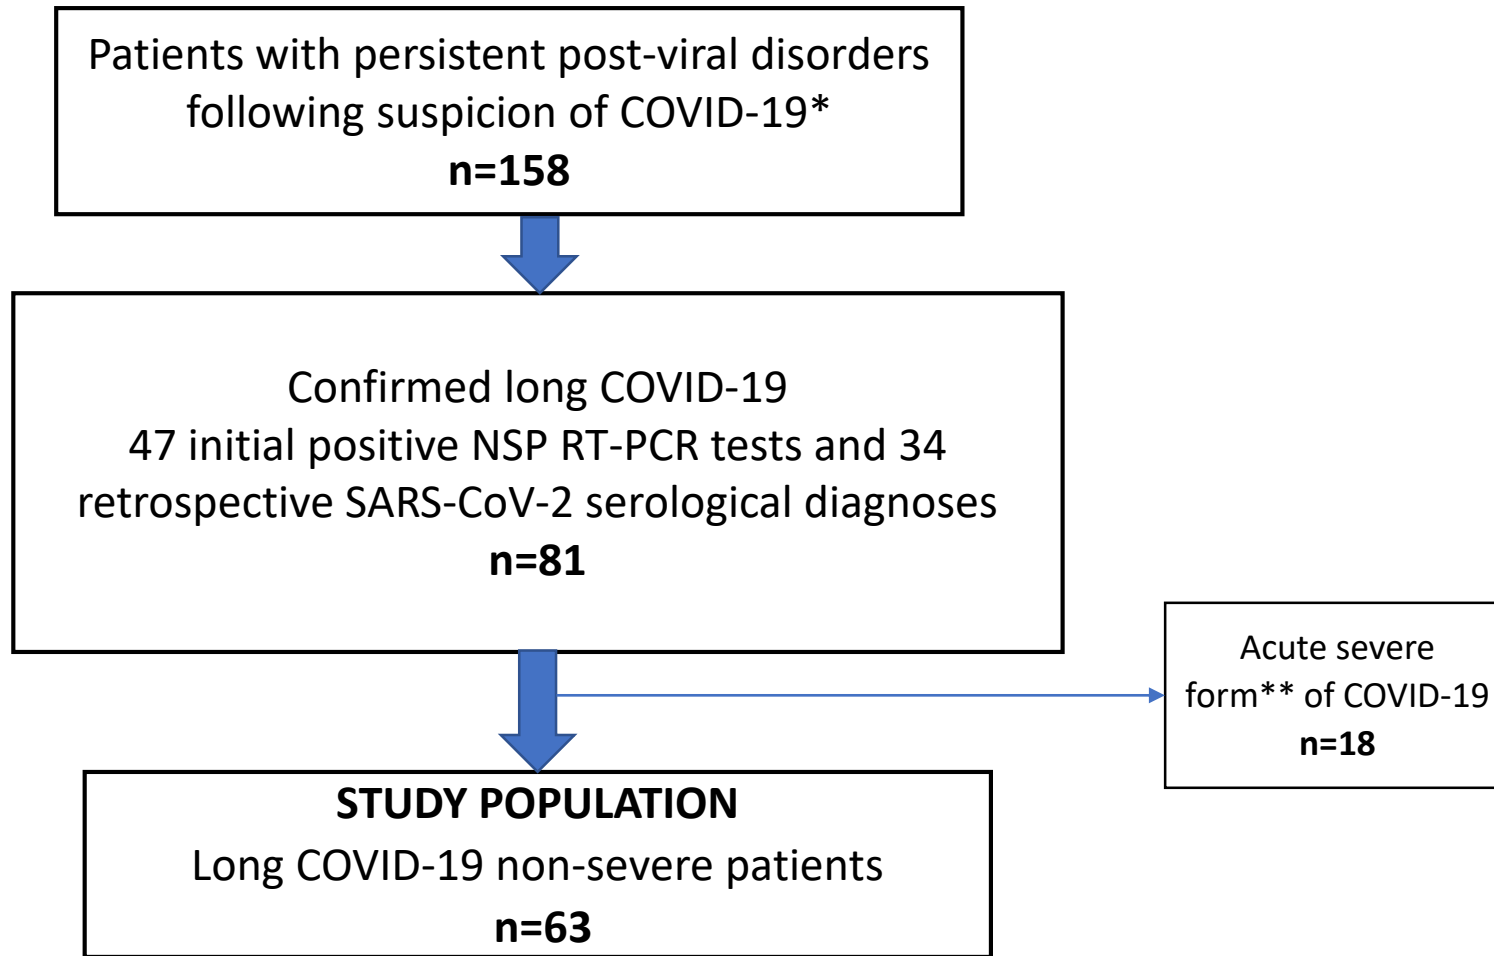 Patients with persistent post-viral disorders
following suspicion of COVID-19*
n=158
Confirmed long COVID-19
47 initial positive NSP RT-PCR tests and 34
retrospective SARS-CoV-2 serological diagnoses
n=81
Acute severe
form** of COVID-19
n=18
STUDY POPULATION
Long COVID-19 non-severe patients
n=63